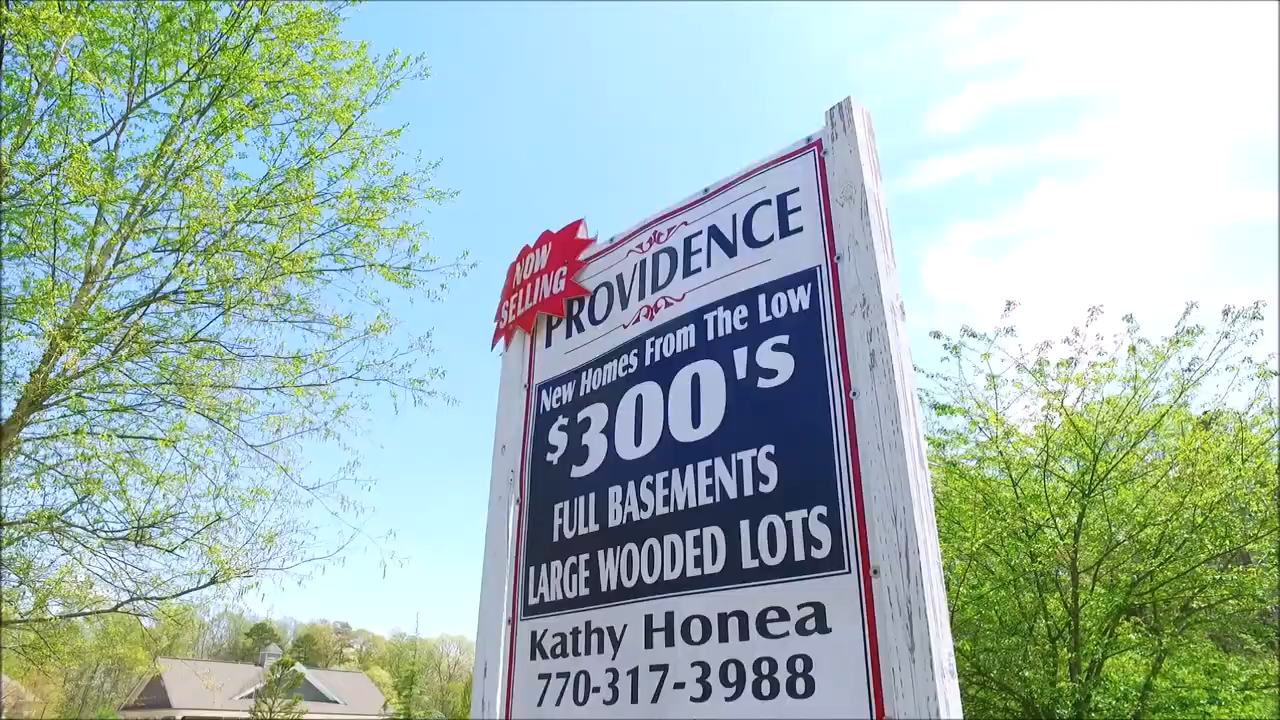 NOW
SELLING
PROVIDENCE
New Homes From The Low
$300's
FULL BASEMENTS
LARGE WOODED LOTS
Kathy Honea
770-317-3988